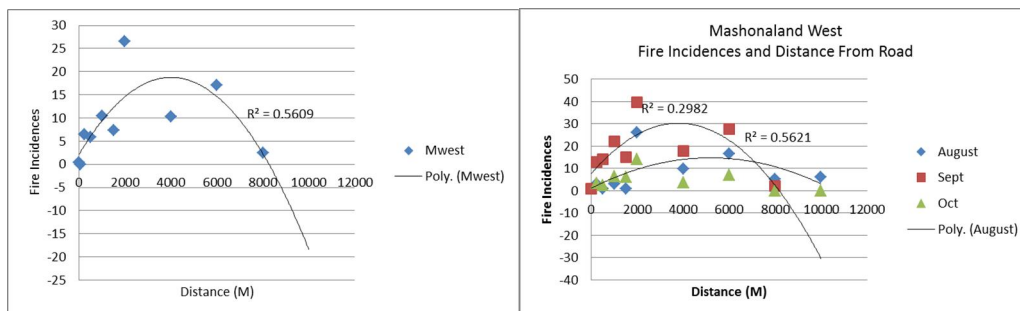 30
25
20
15
10
5
0
-5
-10
-15
-20
-25
0 2000 4000 6000 8000 10000 12000
Fire Incidences
Distance (M)
R² = 0.5609
Mwest
Poly. (Mwest)
Mashonaland West
Fire Incidences and Distance From Road
50
40
30
20
10
0
-10
-20
-30
-40
0 2000 4000 6000 8000 10000 12000
Fire Incidences
Distance (M)
R² = 0.2982
R² = 0.5621
August
Sept
Oct
Poly. (August)